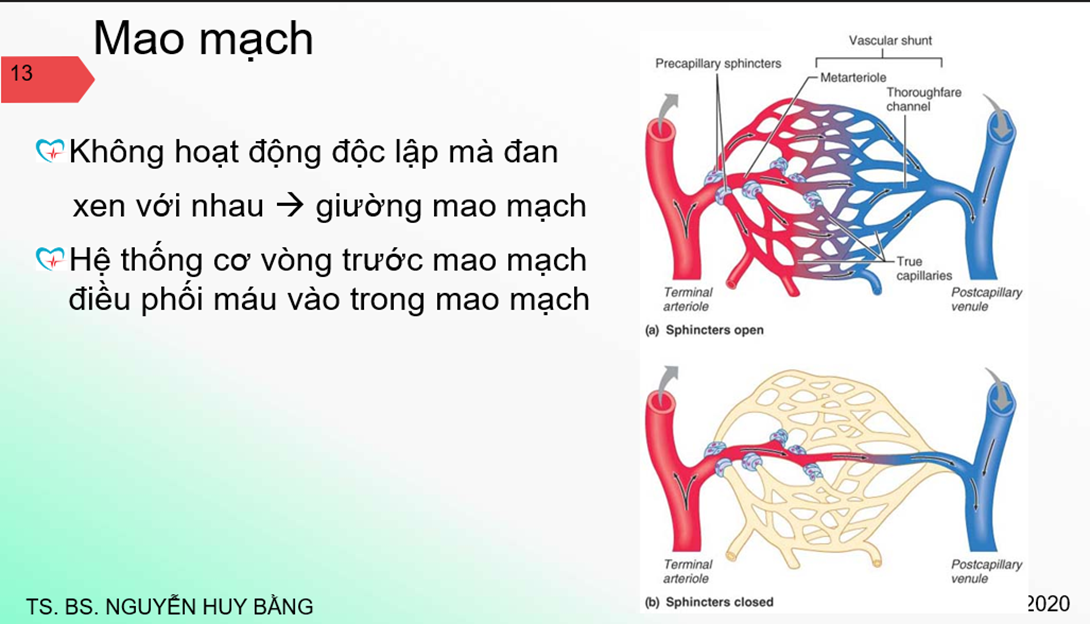 Mao mạch
13
Không hoạt động độc lập mà đan
xen với nhau → giường mao mạch
Hệ thống cơ vòng trước mao mạch
điều phối máu vào trong mao mạch
Vascular shunt
Precapillary sphincters
Metarteriole
Thoroughfare
channel
True
capillaries
Terminal
arteriole
Postcapillary
venule
(a) Sphincters open
Terminal
arteriole
Postcapillary
venule
(b) Sphincters closed
TS. BS. NGUYỄN HUY BẰNG
2020